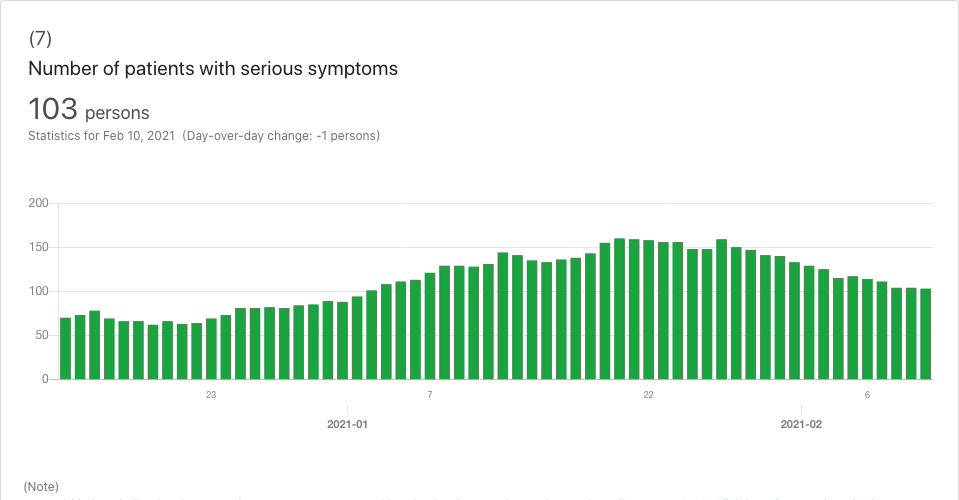 (7)
Number of patients with serious symptoms
103 persons
Statistics for Feb 10, 2021 (Day-over-day change: -1 persons)
200
150
100
50
0
23 7 22 6
2021-01 2021-02
(Note)